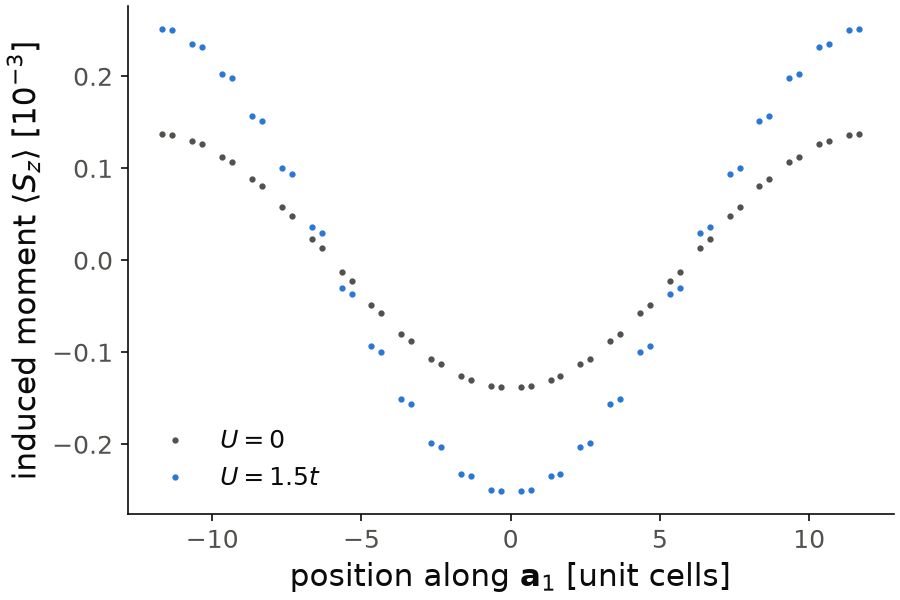 induced moment ⟨S_z⟩ [10⁻³]
0.2
0.1
0.0
−0.1
−0.2
U = 0
U = 1.5t
−10
−5
0
5
10
position along a₁ [unit cells]